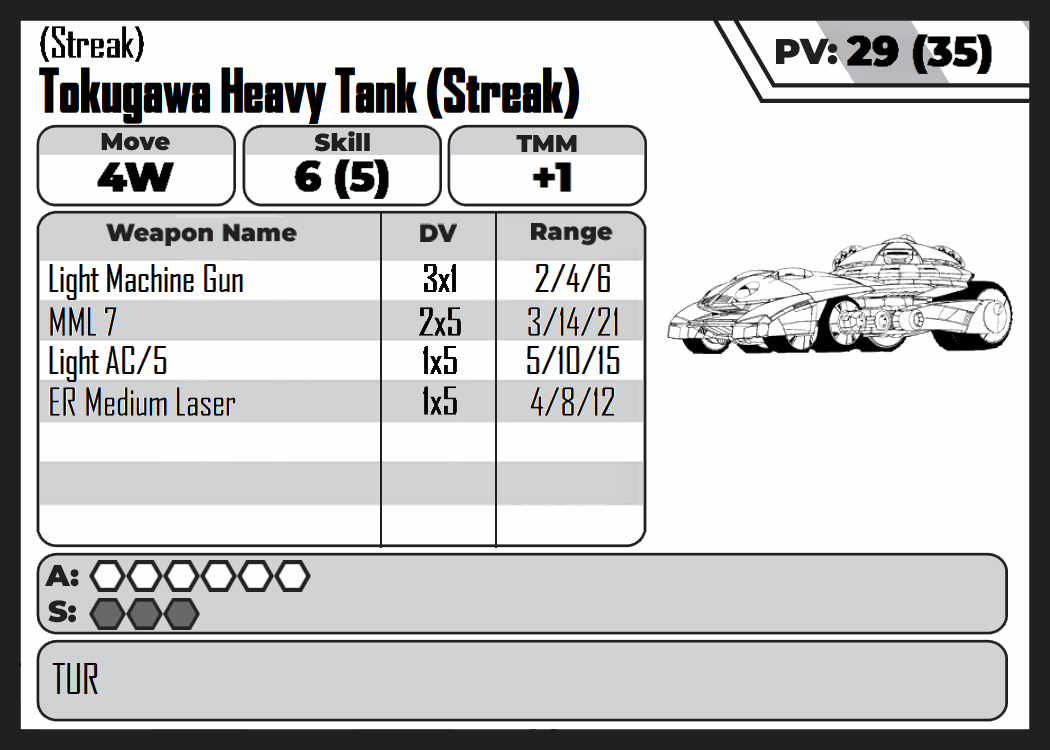 (Streak)
PV: 29 (35)
Tokugawa Heavy Tank (Streak)
Move Skill TMM
4W 6 (5) +1
Weapon Name DV Range
Light Machine Gun 3x1 2/4/6
MML 7 2x5 3/14/21
Light AC/5 1x5 5/10/15
ER Medium Laser 1x5 4/8/12
A:
S:
TUR